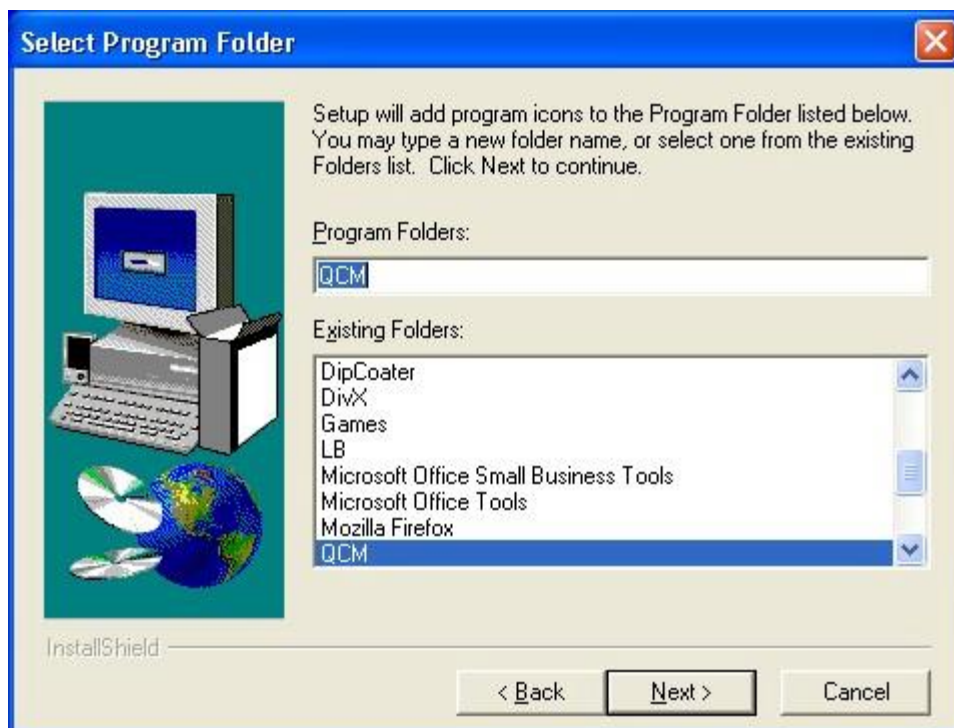 Select Program Folder
Setup will add program icons to the Program Folder listed below.
You may type a new folder name, or select one from the existing
Folders list.  Click Next to continue.
Program Folders:
QCM
Existing Folders:
DipCoater
DivX
Games
LB
Microsoft Office Small Business Tools
Microsoft Office Tools
Mozilla Firefox
QCM
InstallShield
< Back
Next >
Cancel